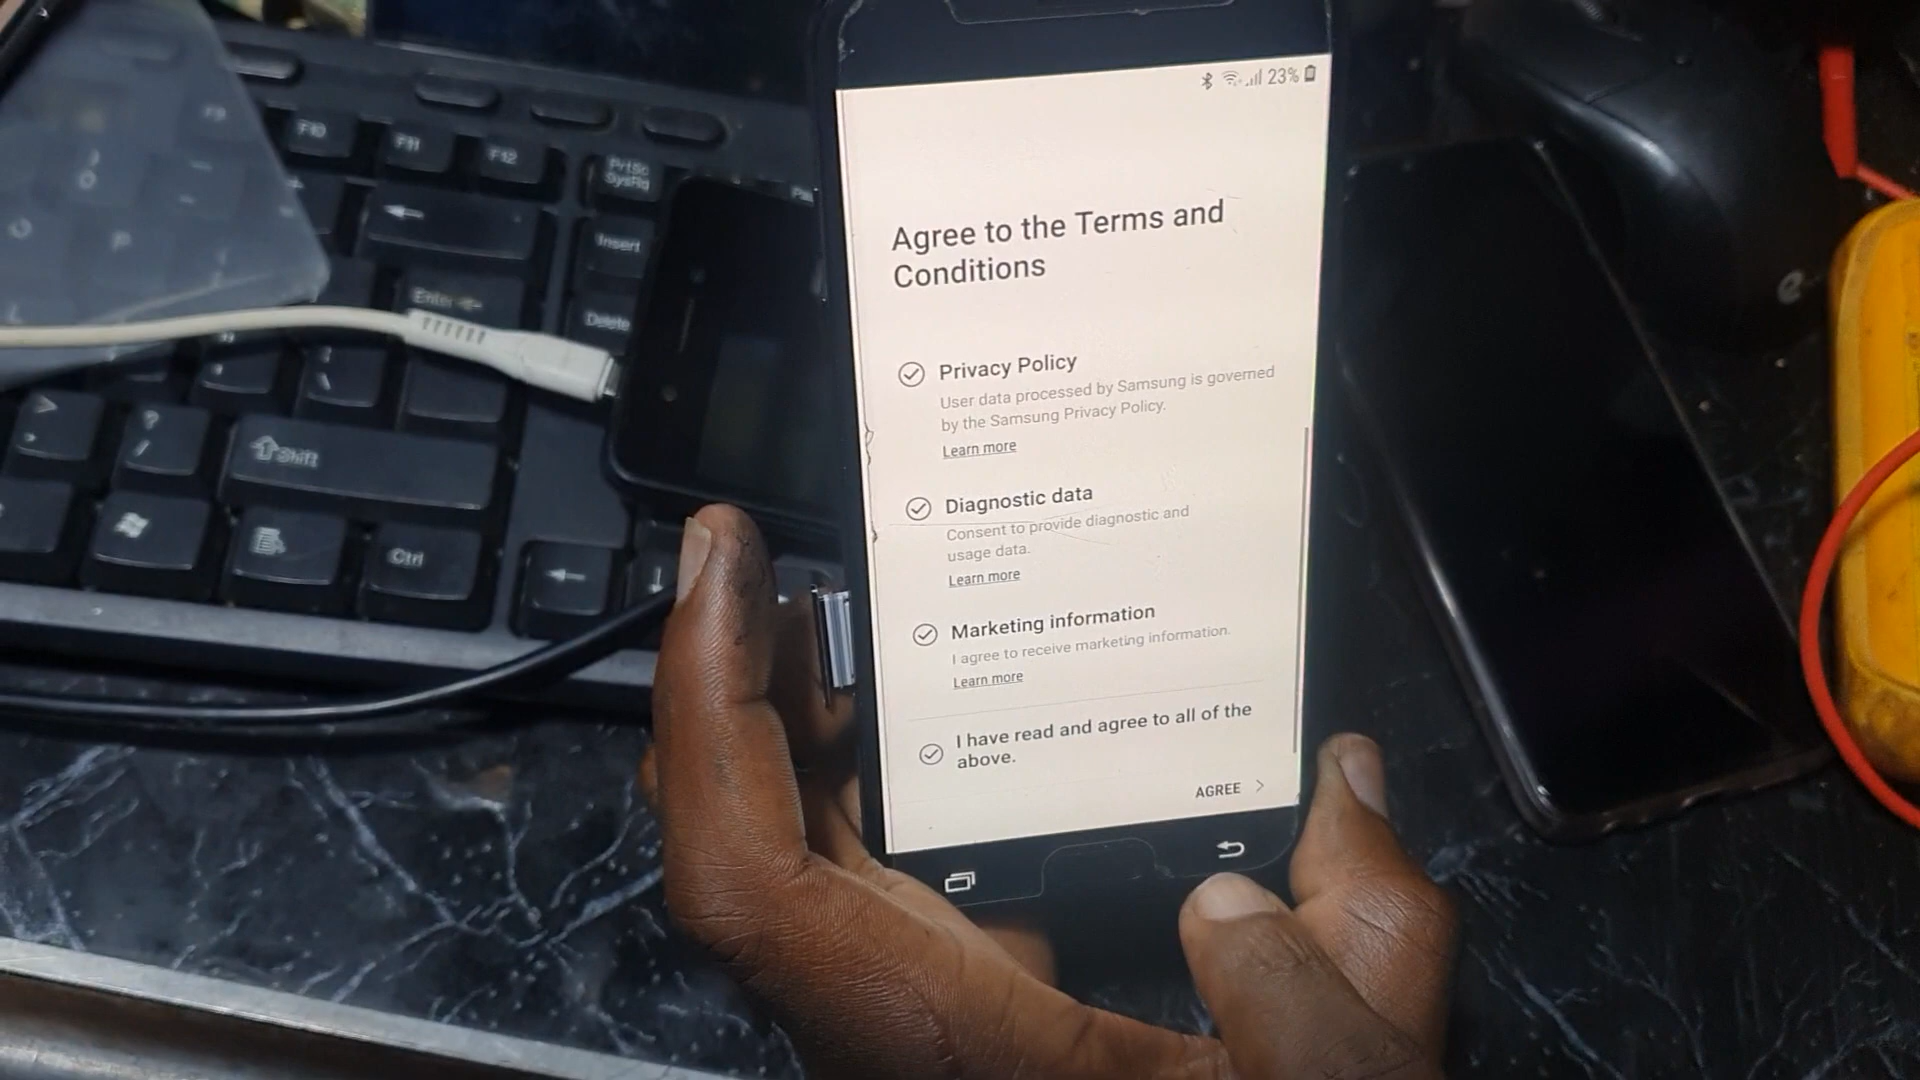 23%
Agree to the Terms and
Conditions
Privacy Policy
User data processed by Samsung is governed
by the Samsung Privacy Policy.
Learn more
Diagnostic data
Consent to provide diagnostic and
usage data.
Learn more
Marketing information
I agree to receive marketing information.
Learn more
I have read and agree to all of the
above.
AGREE >
F9
F10
F11
F12
PrtSc
SysRq
Insert
Enter
Delete
Shift
Ctrl
>
?
/
O
P
L